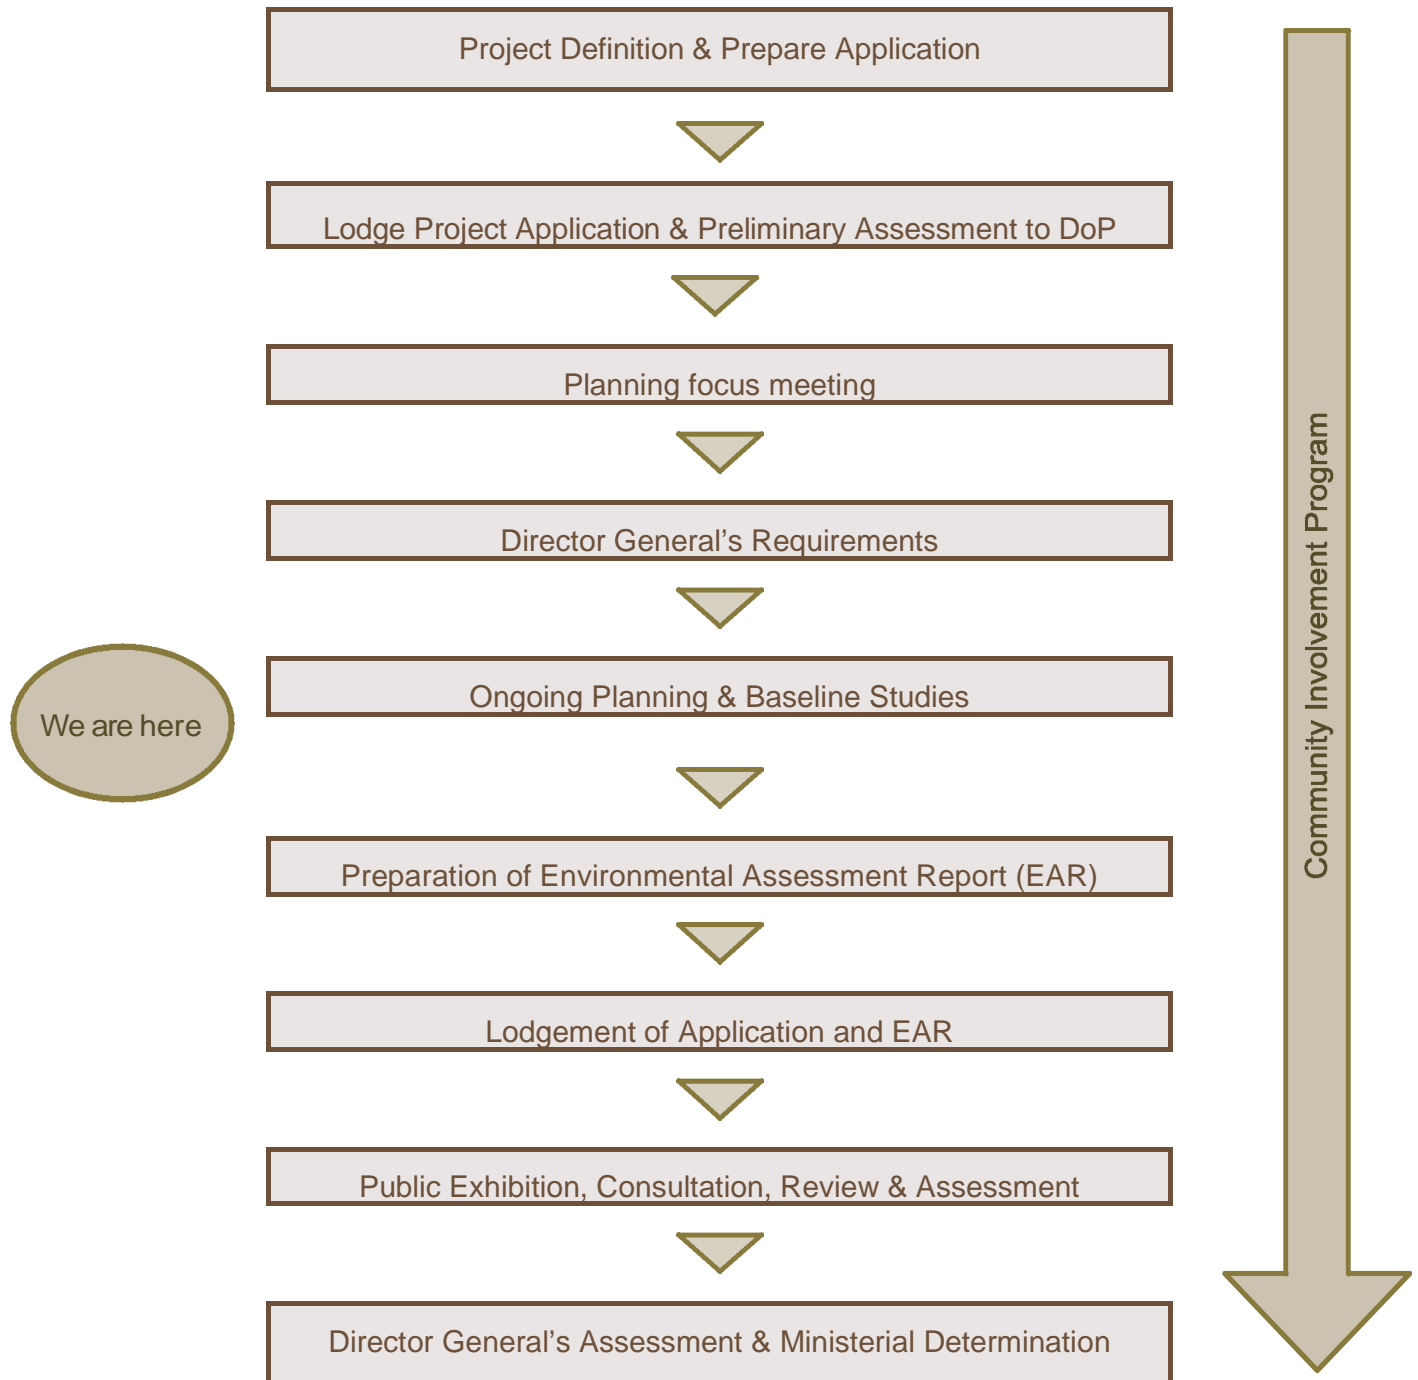 Project Definition & Prepare Application
Lodge Project Application & Preliminary Assessment to DoP
Planning focus meeting
Director General’s Requirements
Ongoing Planning & Baseline Studies
We are here
Preparation of Environmental Assessment Report (EAR)
Lodgement of Application and EAR
Public Exhibition, Consultation, Review & Assessment
Director General’s Assessment & Ministerial Determination
Community Involvement Program